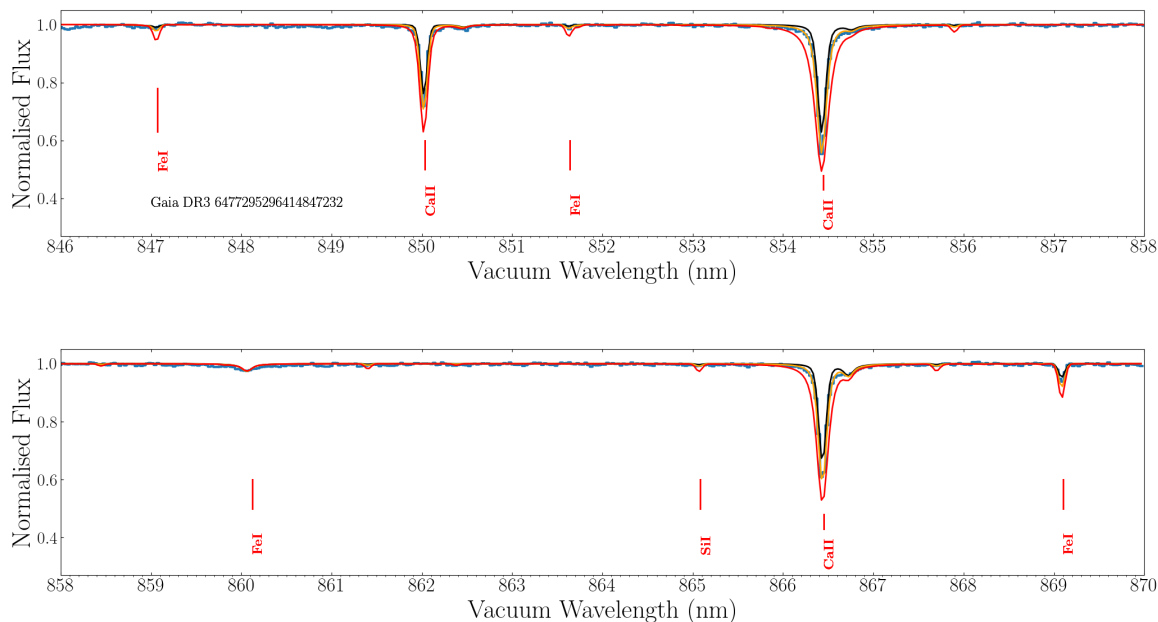 1.0
0.8
0.6
0.4
Normalised Flux
FeI
CaII
FeI
CaII
Gaia DR3 6477295296414847232
846 847 848 849 850 851 852 853 854 855 856 857 858
Vacuum Wavelength (nm)
1.0
0.8
0.6
0.4
Normalised Flux
FeI
SiI
CaII
FeI
858 859 860 861 862 863 864 865 866 867 868 869 870
Vacuum Wavelength (nm)